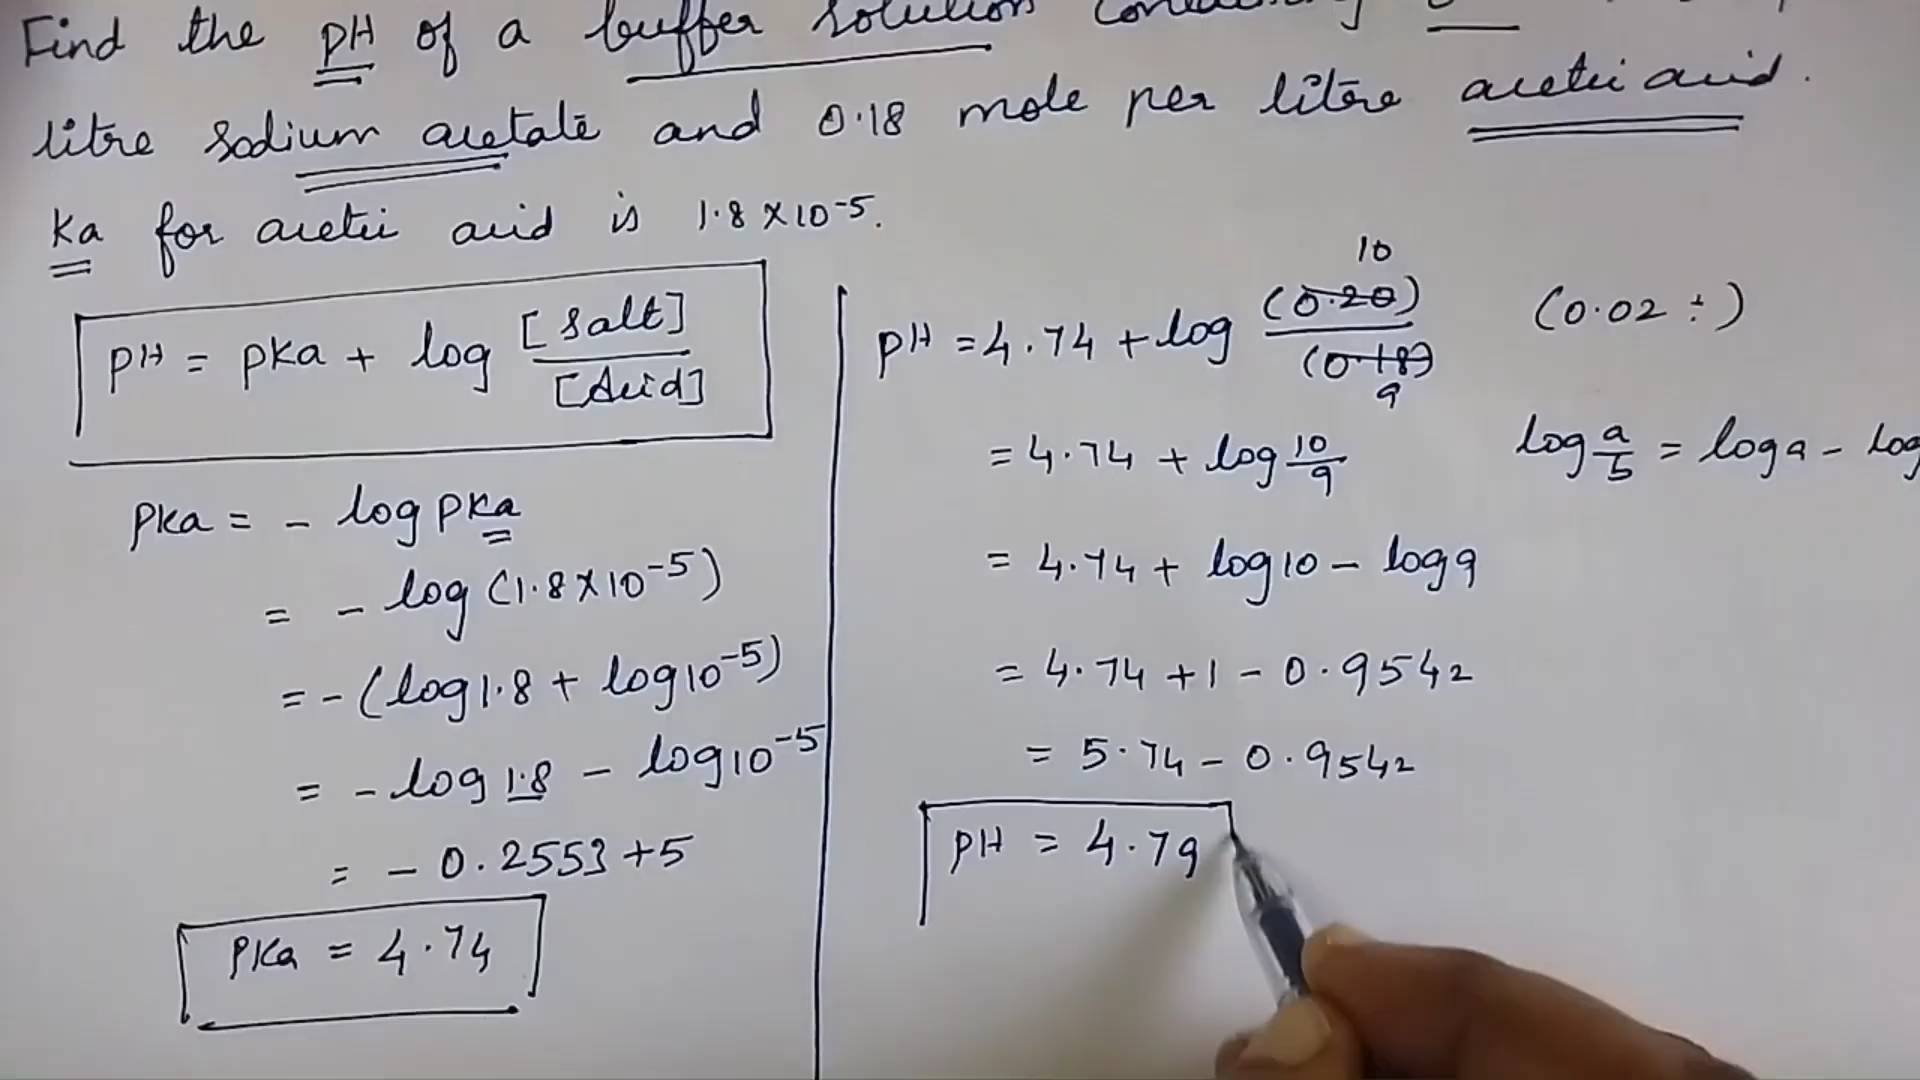 Find the pH of a buffer solution containing
litre sodium acetate and 0.18 mole per litre acetic acid.
Ka for acetic acid is 1.8 × 10⁻⁵.
pH = pKa + log [Salt]/[Acid]
pKa = - log pKa
= - log (1.8 × 10⁻⁵)
= - (log 1.8 + log 10⁻⁵)
= - log 1.8 - log 10⁻⁵
= - 0.2553 + 5
PKa = 4.74
10
pH = 4.74 + log (0.20)/(0.18) (0.02 ÷)
9
= 4.74 + log 10/9 log a/b = log a - log
= 4.74 + log 10 - log 9
= 4.74 + 1 - 0.9542
= 5.74 - 0.9542
pH = 4.79